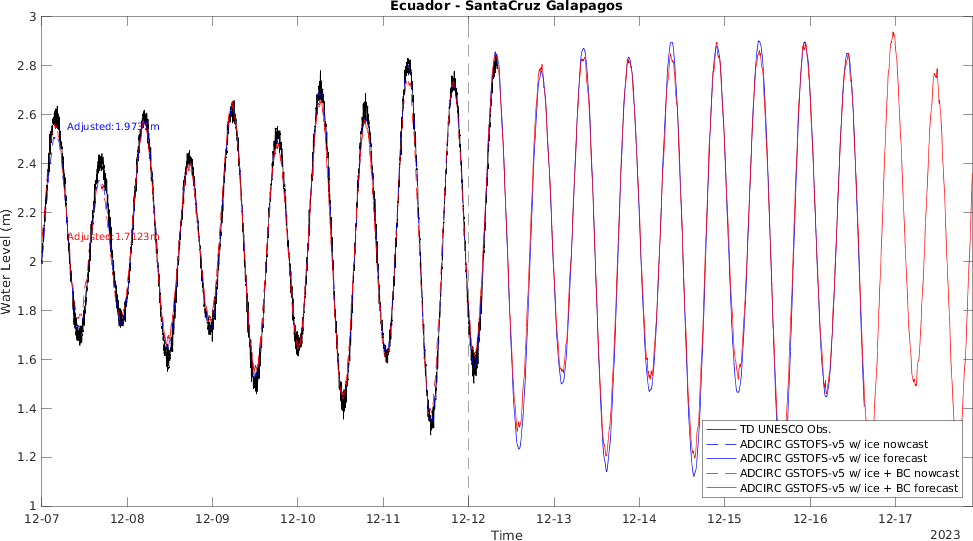 Ecuador - SantaCruz Galapagos
3
2.8
2.6
2.4
2.2
2
1.8
1.6
1.4
1.2
1
Water Level (m)
Adjusted:1.973 m
Adjusted:1.7123m
TD UNESCO Obs.
ADCIRC GSTOFS-v5 w/ ice nowcast
ADCIRC GSTOFS-v5 w/ ice forecast
ADCIRC GSTOFS-v5 w/ ice + BC nowcast
ADCIRC GSTOFS-v5 w/ ice + BC forecast
12-07 12-08 12-09 12-10 12-11 12-12 12-13 12-14 12-15 12-16 12-17
Time
2023